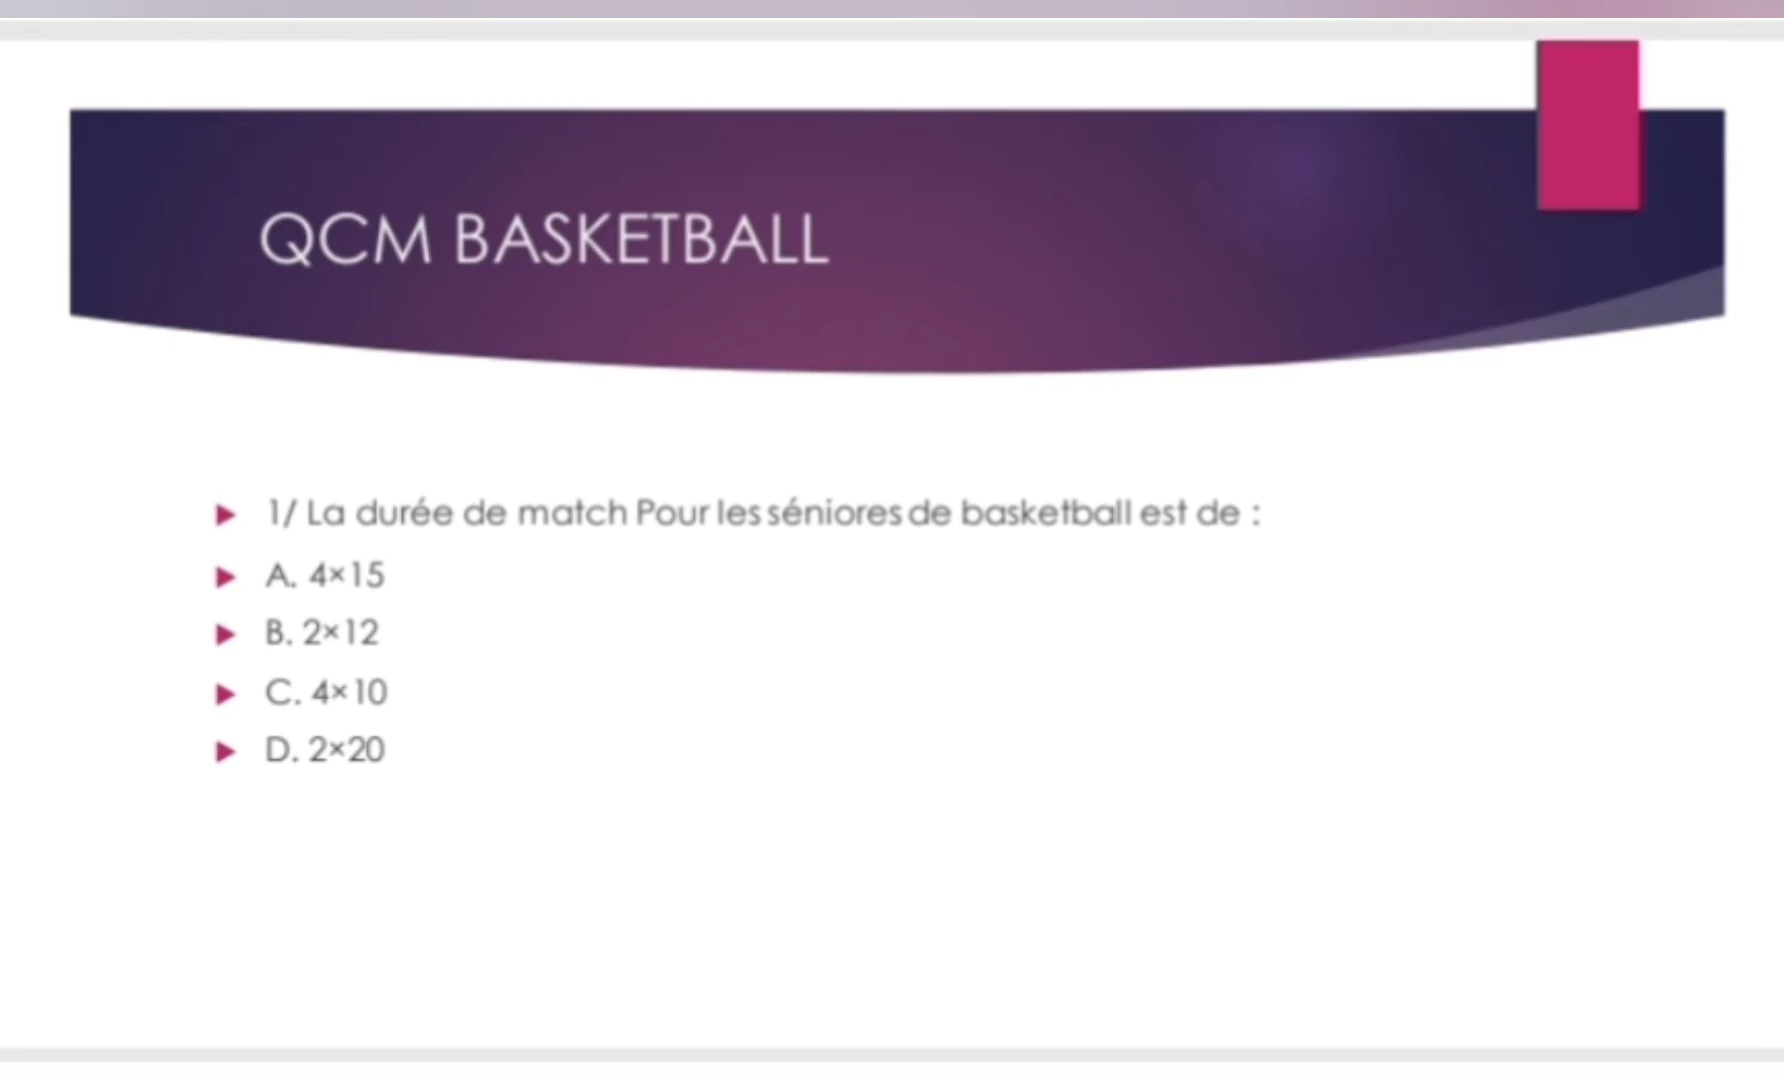 QCM BASKETBALL
1/ La durée de match Pour les séniores de basketball est de :
A. 4×15
B. 2×12
C. 4×10
D. 2×20